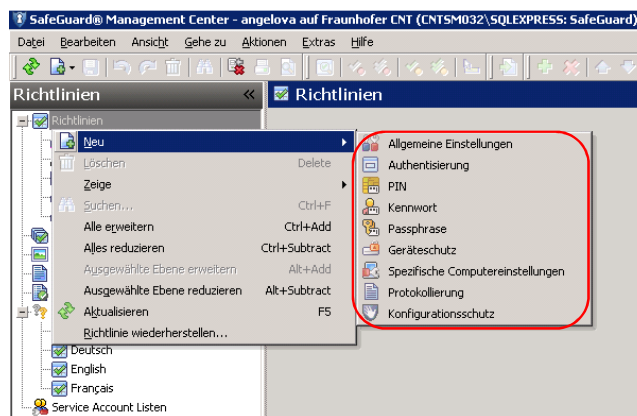 SafeGuard® Management Center - angelova auf Fraunhofer CNT (CNTSM032\SQLEXPRESS: SafeGuard)
Datei Bearbeiten Ansicht Gehe zu Aktionen Extras Hilfe
Richtlinien « Richtlinien
Richtlinien
Neu
Löschen Delete
Zeige
Suchen... Ctrl+F
Alle erweitern Ctrl+Add
Alles reduzieren Ctrl+Subtract
Ausgewählte Ebene erweitern Alt+Add
Ausgewählte Ebene reduzieren Alt+Subtract
Aktualisieren F5
Richtlinie wiederherstellen...
Allgemeine Einstellungen
Authentisierung
PIN
Kennwort
Passphrase
Geräteschutz
Spezifische Computereinstellungen
Protokollierung
Konfigurationsschutz
Deutsch
English
Français
Service Account Listen